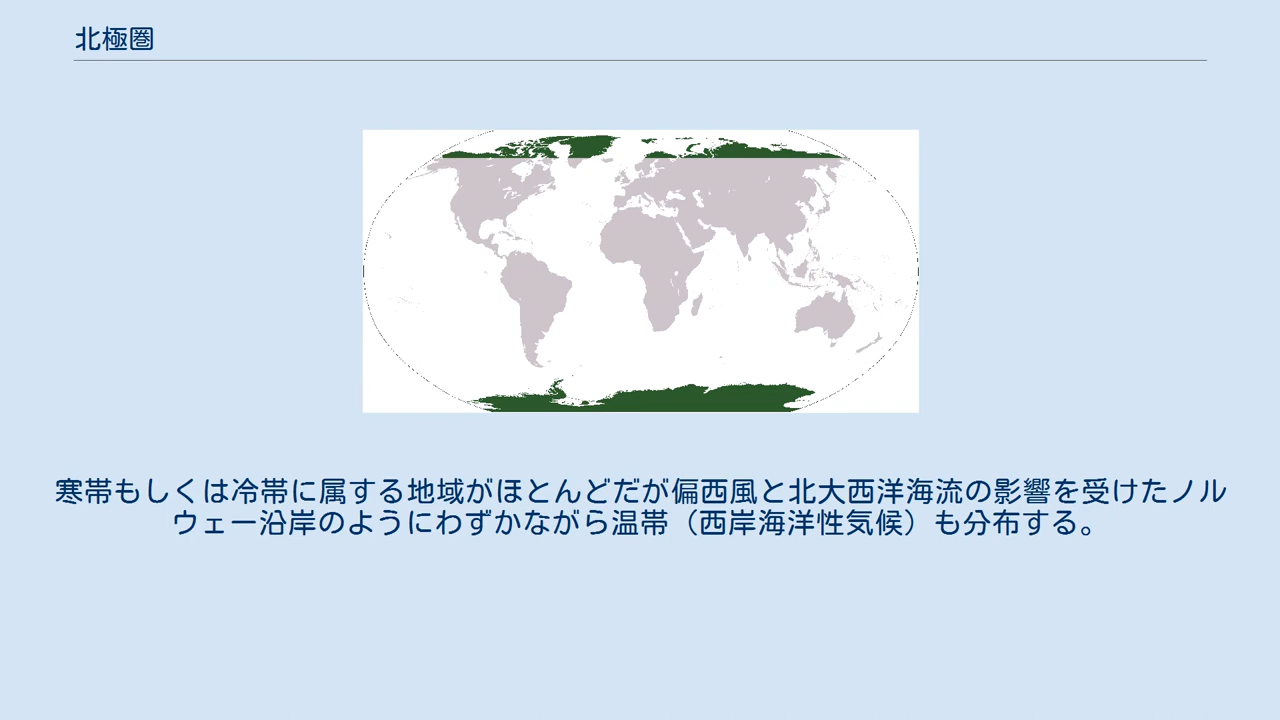 北極圏
寒帯もしくは冷帯に属する地域がほとんどだが偏西風と北大西洋海流の影響を受けたノル
ウェー沿岸のようにわずかながら温帯（西岸海洋性気候）も分布する。